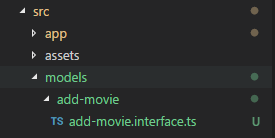 src
app
assets
models
add-movie
TS add-movie.interface.ts U